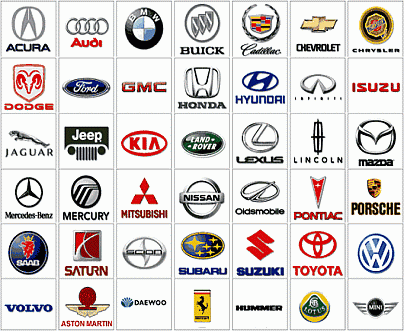 ACURA
Audi
BMW
BUICK
Cadillac
CHEVROLET
CHRYSLER
DODGE
Ford
GMC
HONDA
HYUNDAI
INFINITI
ISUZU
JAGUAR
Jeep
KIA
LAND ROVER
LEXUS
LINCOLN
mazda
Mercedes-Benz
MERCURY
MITSUBISHI
NISSAN
Oldsmobile
PONTIAC
PORSCHE
SAAB
SATURN
SCION
SUBARU
SUZUKI
TOYOTA
VOLVO
ASTON MARTIN
DAEWOO
HUMMER
LOTUS
MINI